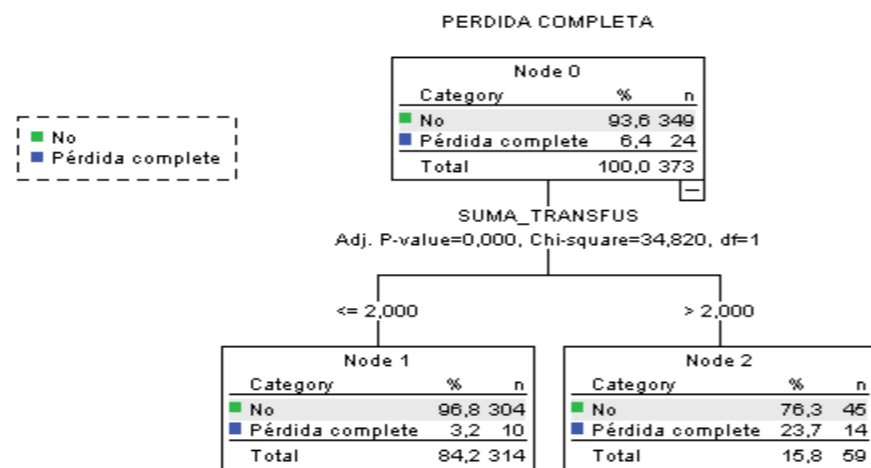 PERDIDA COMPLETA
No
Pérdida complete
Node 0
Category % n
No 93,6 349
Pérdida complete 6,4 24
Total 100,0 373
SUMA_TRANSFUS
Adj. P-value=0,000, Chi-square=34,820, df=1
<= 2,000
> 2,000
Node 1
Category % n
No 96,8 304
Pérdida complete 3,2 10
Total 84,2 314
Node 2
Category % n
No 76,3 45
Pérdida complete 23,7 14
Total 15,8 59